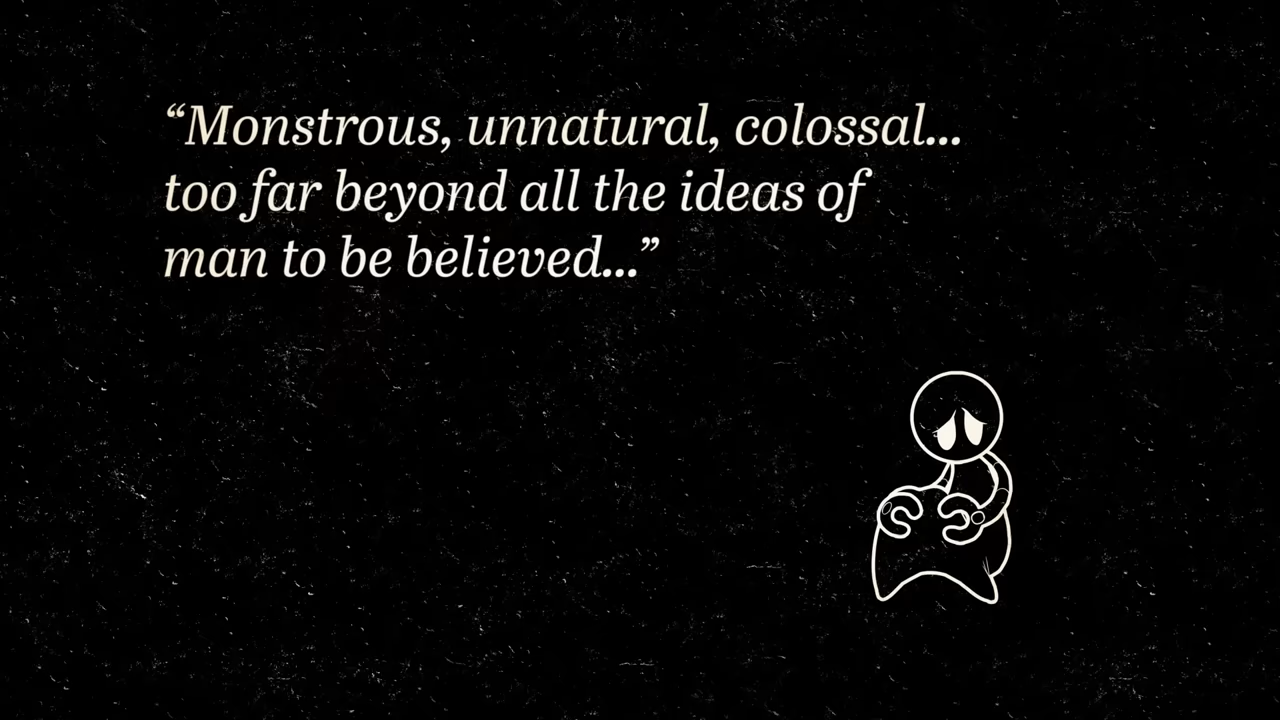 “Monstrous, unnatural, colossal...
too far beyond all the ideas of
man to be believed...”